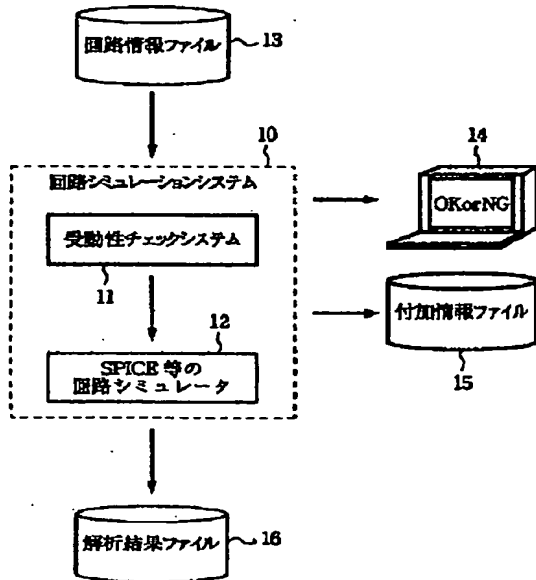 回路情報ファイル
13
10
回路シミュレーションシステム
14
OKorNG
受動性チェックシステム
11
付加情報ファイル
15
12
SPICE 等の
回路シミュレータ
解析結果ファイル
16